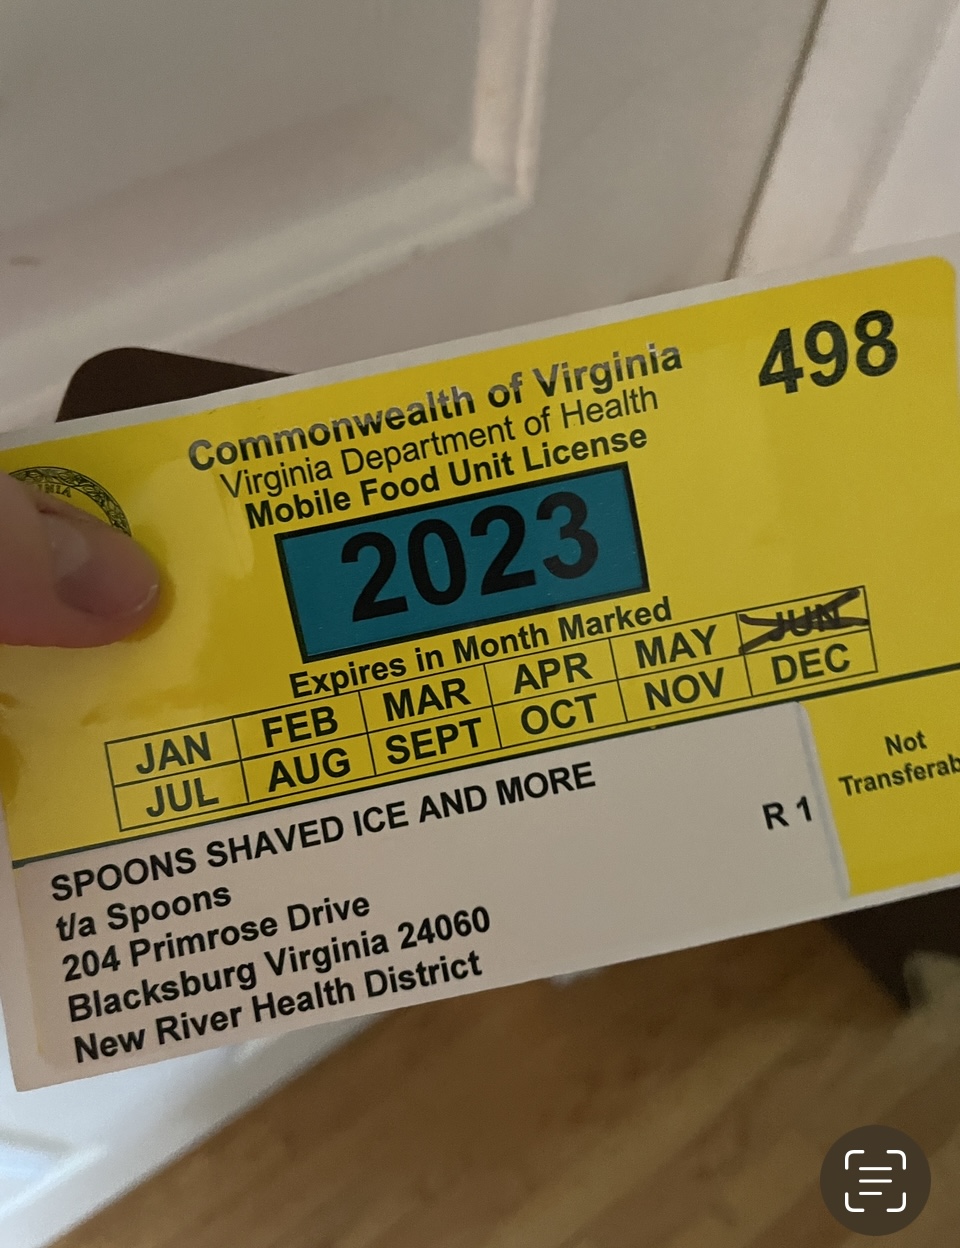 Commonwealth of Virginia
498
Virginia Department of Health
Mobile Food Unit License
2023
Expires in Month Marked
JAN FEB MAR APR MAY JUN
JUL AUG SEPT OCT NOV DEC
SPOONS SHAVED ICE AND MORE
R 1
t/a Spoons
204 Primrose Drive
Blacksburg Virginia 24060
New River Health District
Not
Transferab